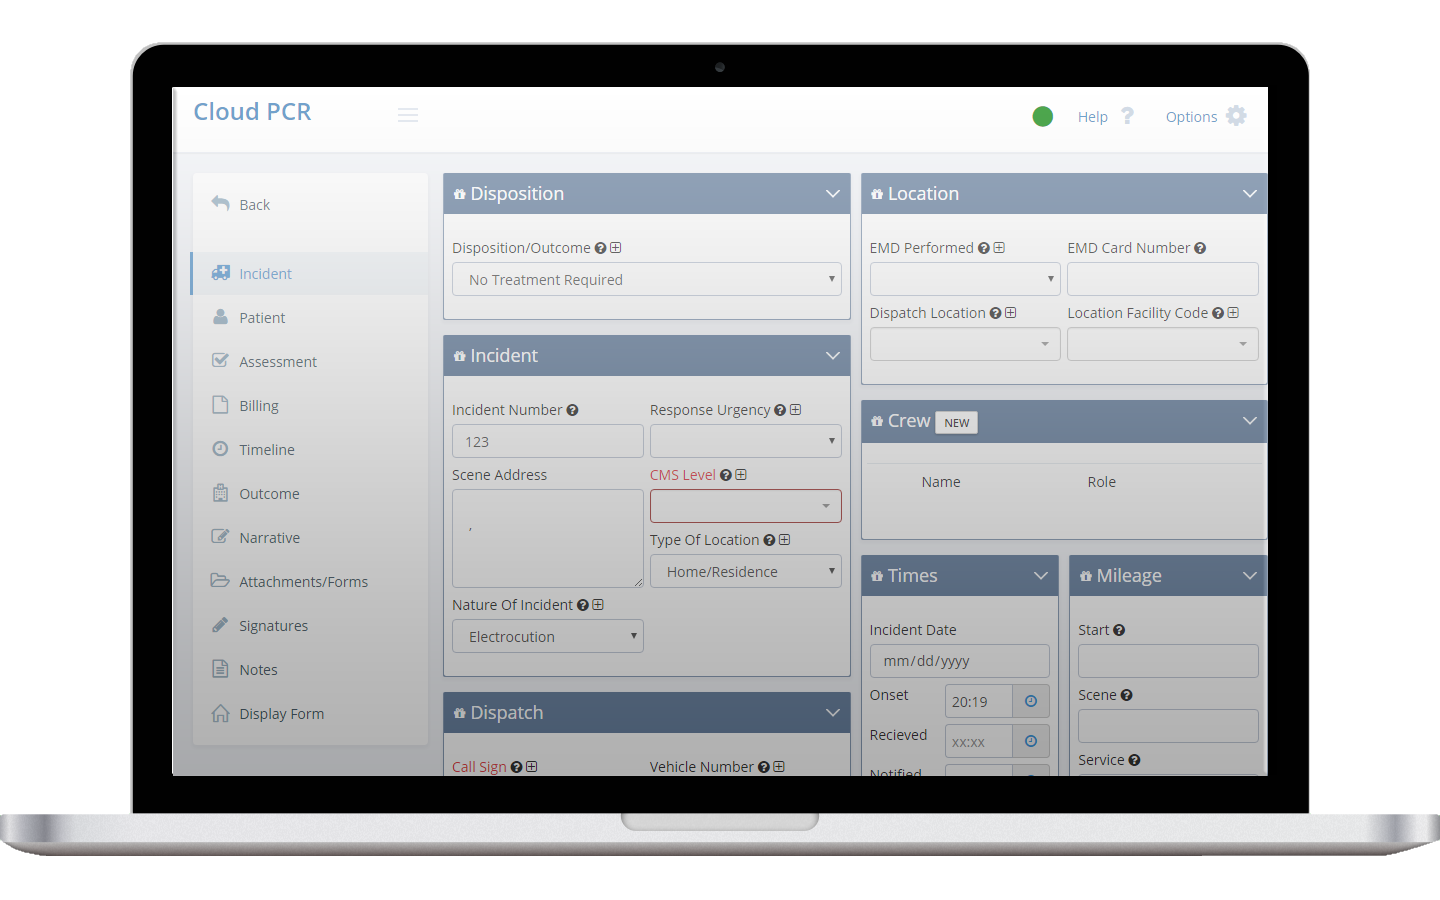 Cloud PCR
Help
Options
Back
Incident
Patient
Assessment
Billing
Timeline
Outcome
Narrative
Attachments/Forms
Signatures
Notes
Display Form
Disposition
Disposition/Outcome
No Treatment Required
Incident
Incident Number
Response Urgency
123
Scene Address
CMS Level
,
Type Of Location
Home/Residence
Nature Of Incident
Electrocution
Dispatch
Call Sign
Vehicle Number
Location
EMD Performed
EMD Card Number
Dispatch Location
Location Facility Code
Crew NEW
Name
Role
Times
Incident Date
mm/dd/yyyy
Onset
20:19
Recieved
xx:xx
Notified
Mileage
Start
Scene
Service